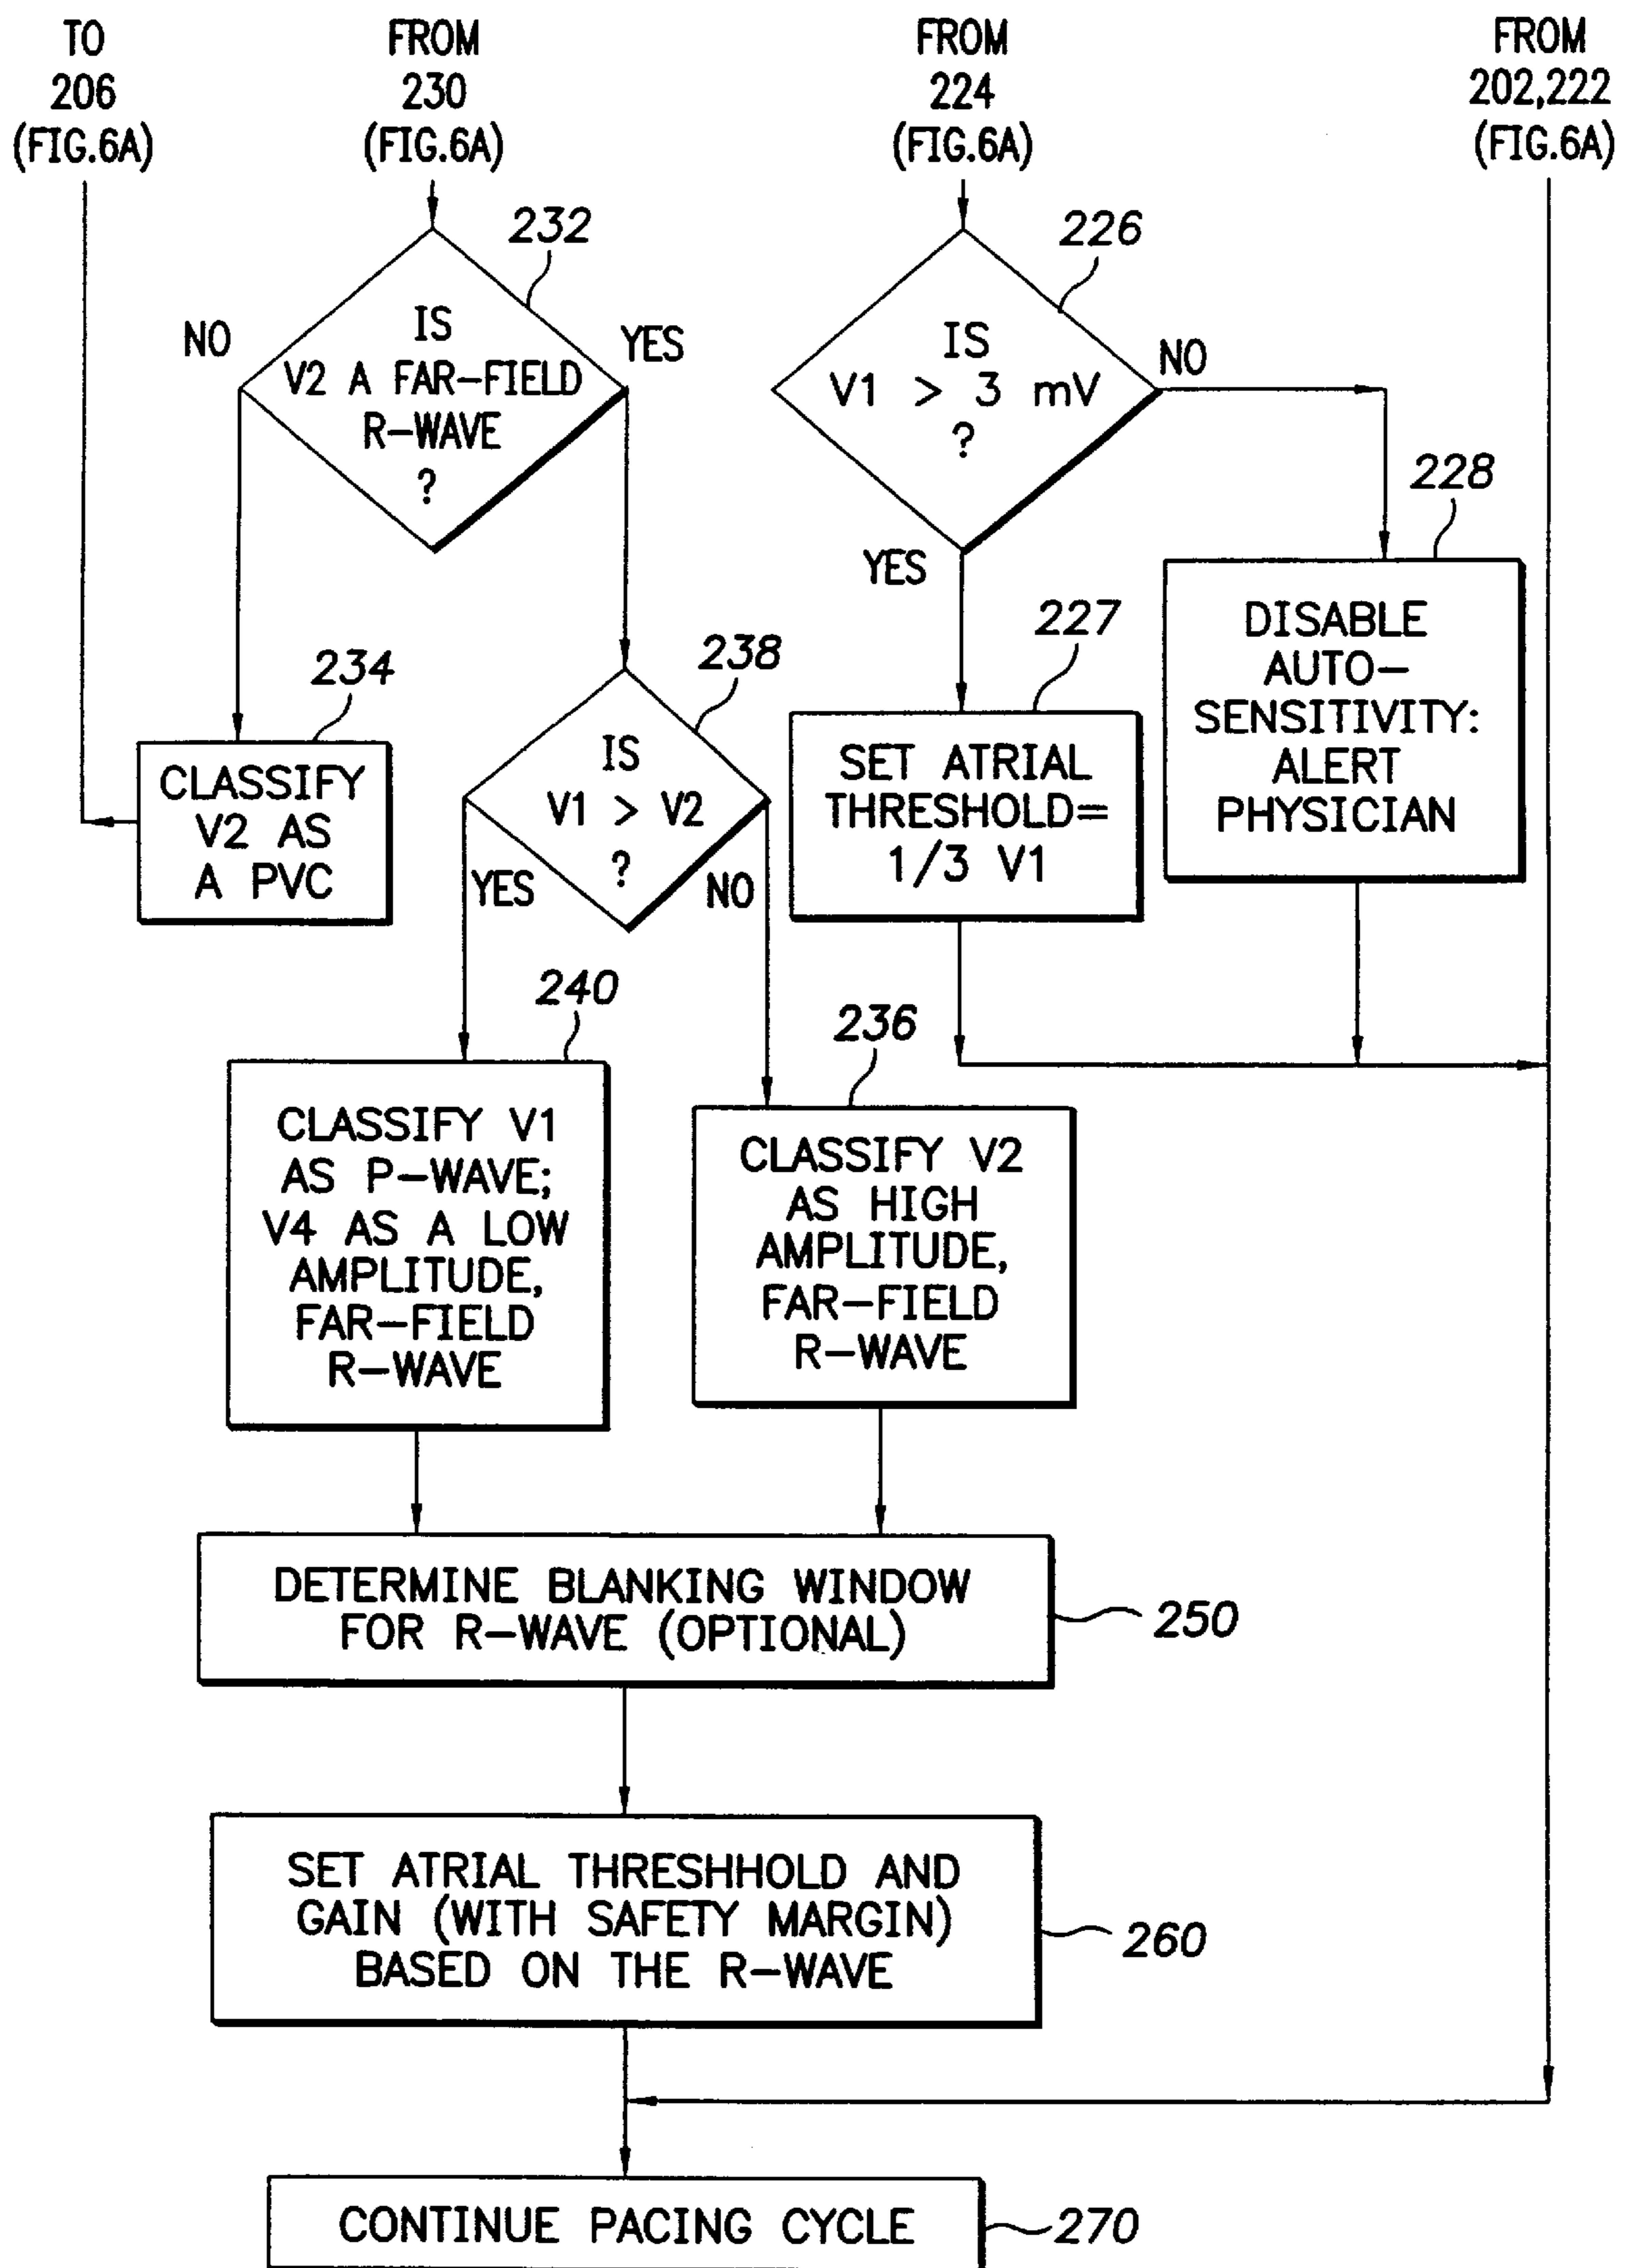 TO
206
(FIG.6A)
FROM
230
(FIG.6A)
FROM
224
(FIG.6A)
FROM
202,222
(FIG.6A)
232
IS
V2 A FAR-FIELD
R-WAVE
?
NO
YES
226
IS
V1 > 3 mV
?
NO
YES
228
DISABLE
AUTO-
SENSITIVITY:
ALERT
PHYSICIAN
227
SET ATRIAL
THRESHOLD=
1/3 V1
234
CLASSIFY
V2 AS
A PVC
238
IS
V1 > V2
?
YES
NO
240
CLASSIFY V1
AS P-WAVE;
V4 AS A LOW
AMPLITUDE,
FAR-FIELD
R-WAVE
236
CLASSIFY V2
AS HIGH
AMPLITUDE,
FAR-FIELD
R-WAVE
DETERMINE BLANKING WINDOW
FOR R-WAVE (OPTIONAL)
250
SET ATRIAL THRESHHOLD AND
GAIN (WITH SAFETY MARGIN)
BASED ON THE R-WAVE
260
CONTINUE PACING CYCLE
270